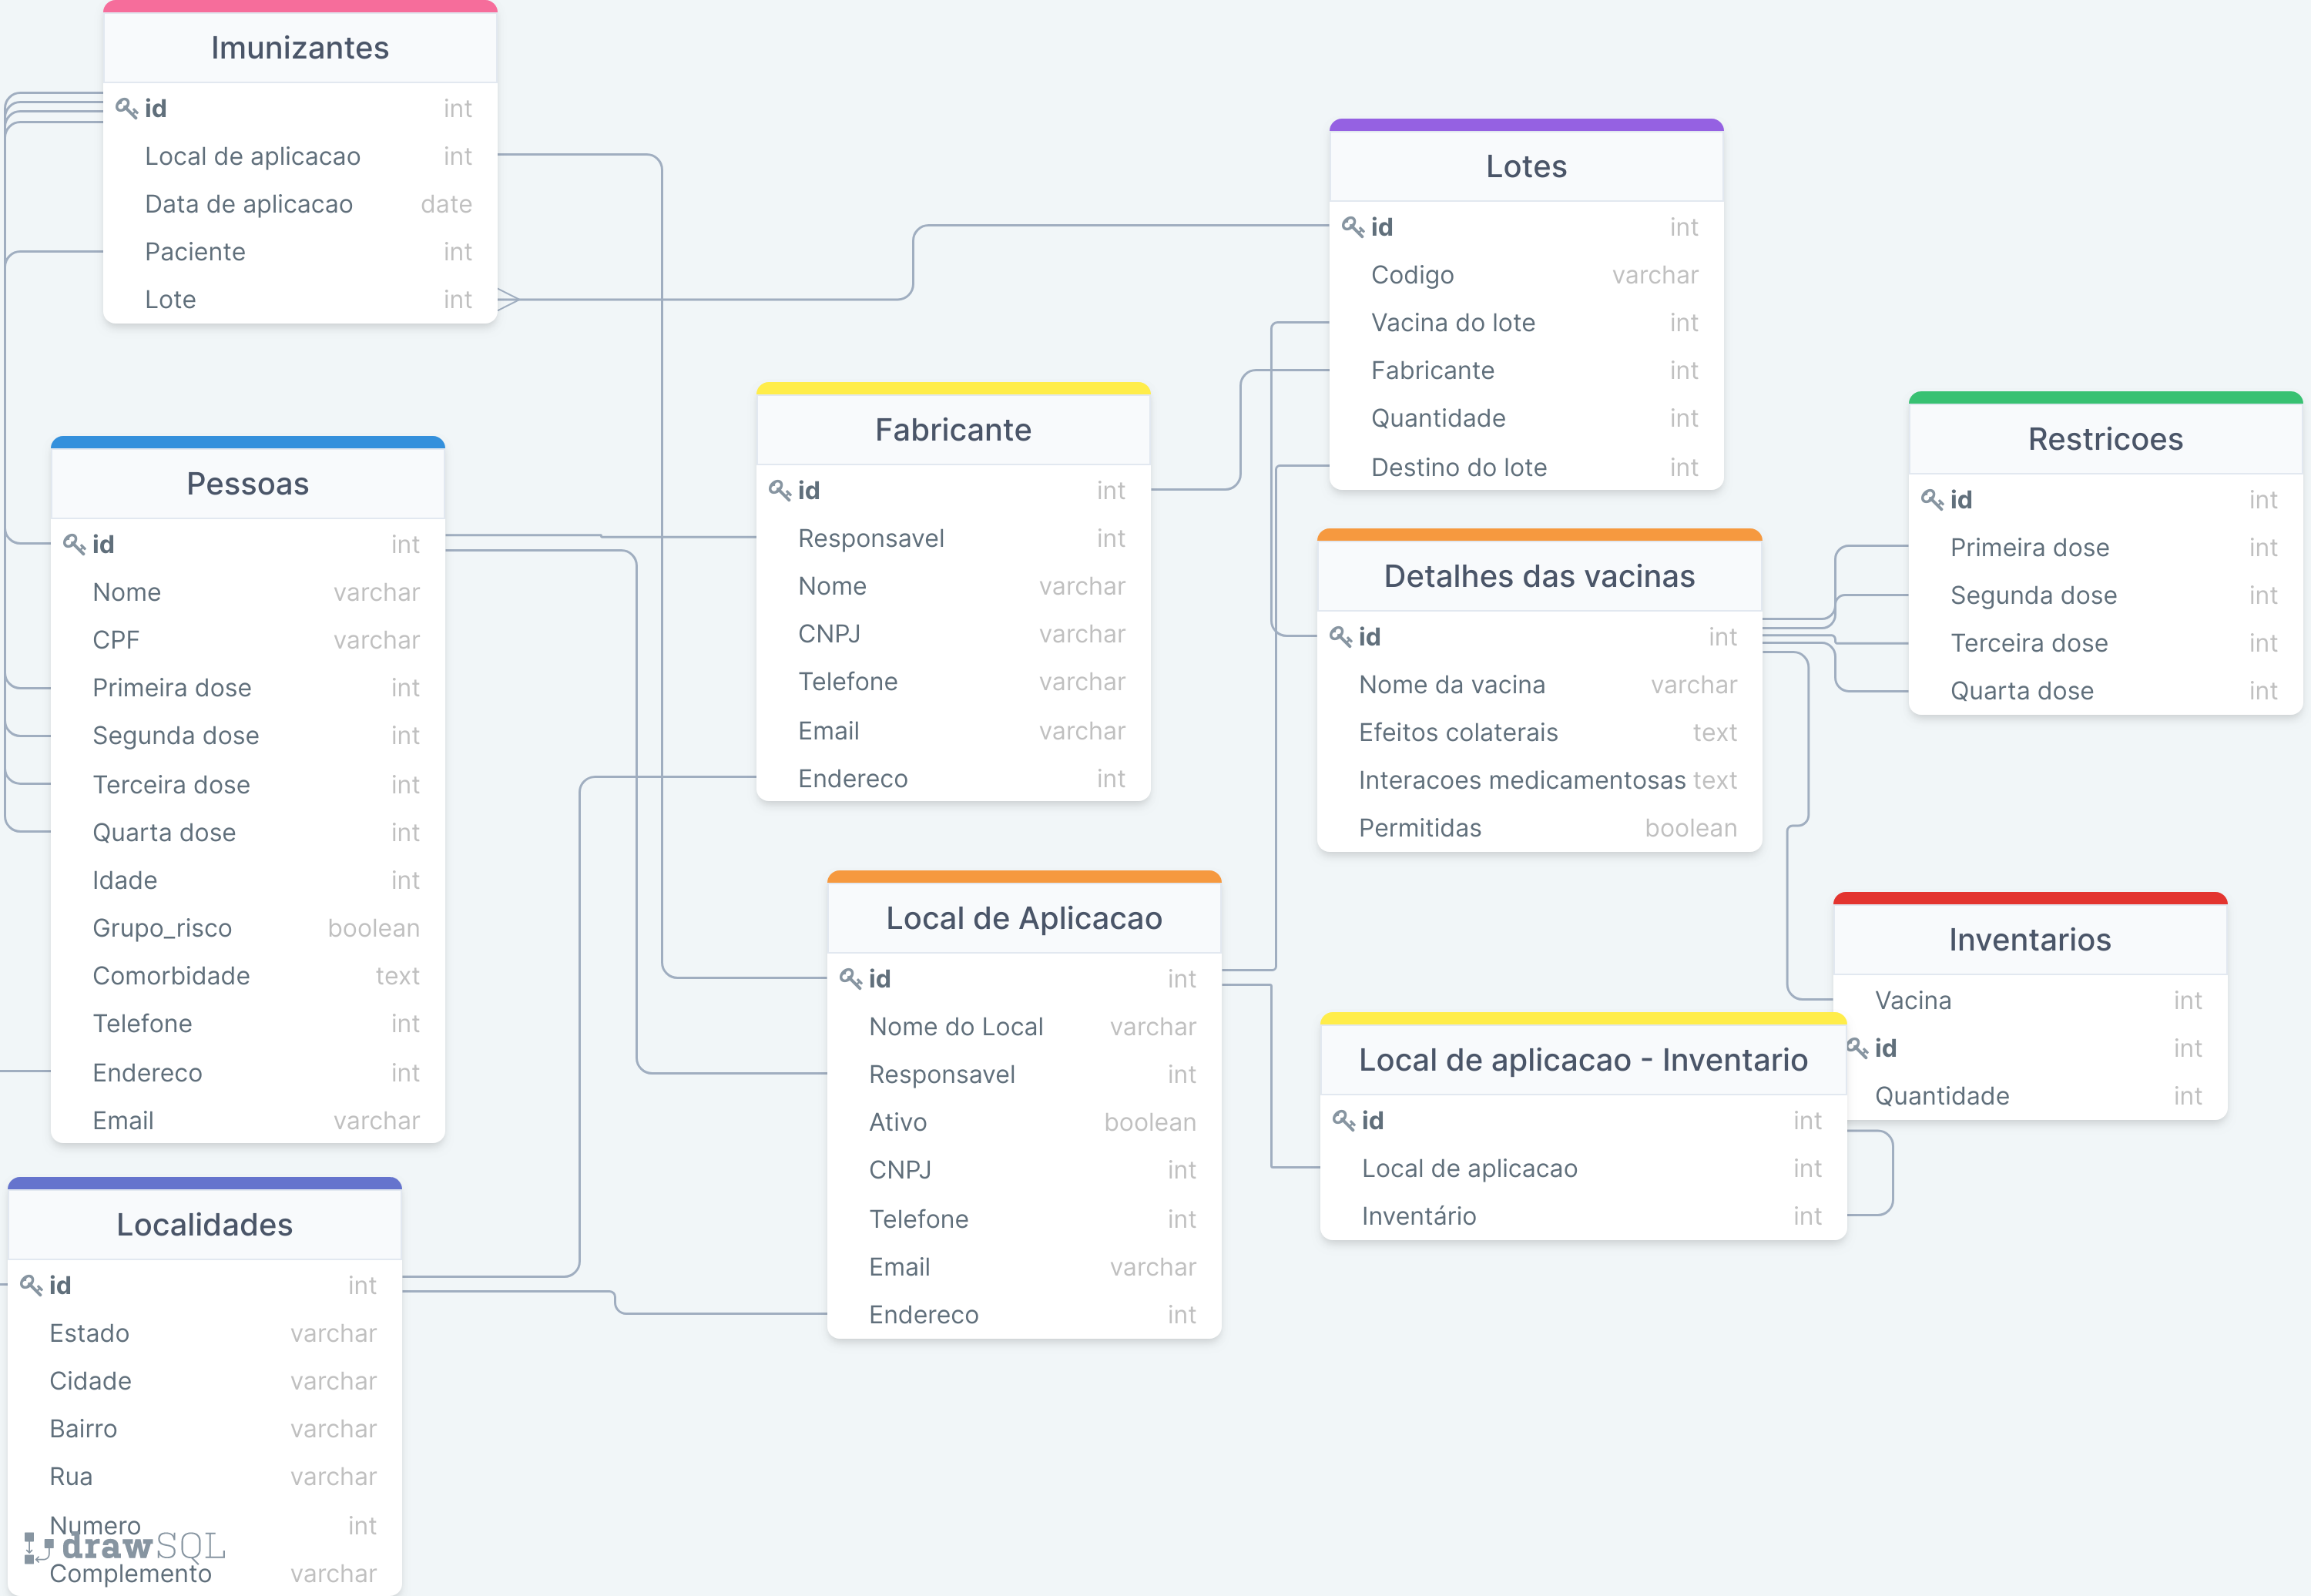 Imunizantes
id int
Local de aplicacao int
Data de aplicacao date
Paciente int
Lote int
Lotes
id int
Codigo varchar
Vacina do lote int
Fabricante int
Quantidade int
Destino do lote int
Fabricante
id int
Responsavel int
Nome varchar
CNPJ varchar
Telefone varchar
Email varchar
Endereco int
Restricoes
id int
Primeira dose int
Segunda dose int
Terceira dose int
Quarta dose int
Pessoas
id int
Nome varchar
CPF varchar
Primeira dose int
Segunda dose int
Terceira dose int
Quarta dose int
Idade int
Grupo_risco boolean
Comorbidade text
Telefone int
Endereco int
Email varchar
Detalhes das vacinas
id int
Nome da vacina varchar
Efeitos colaterais text
Interacoes medicamentosas text
Permitidas boolean
Local de Aplicacao
id int
Nome do Local varchar
Responsavel int
Ativo boolean
CNPJ int
Telefone int
Email varchar
Endereco int
Inventarios
Vacina int
id int
Quantidade int
Local de aplicacao - Inventario
id int
Local de aplicacao int
Inventário int
Localidades
id int
Estado varchar
Cidade varchar
Bairro varchar
Rua varchar
Numero int
drawSQL
Complemento varchar